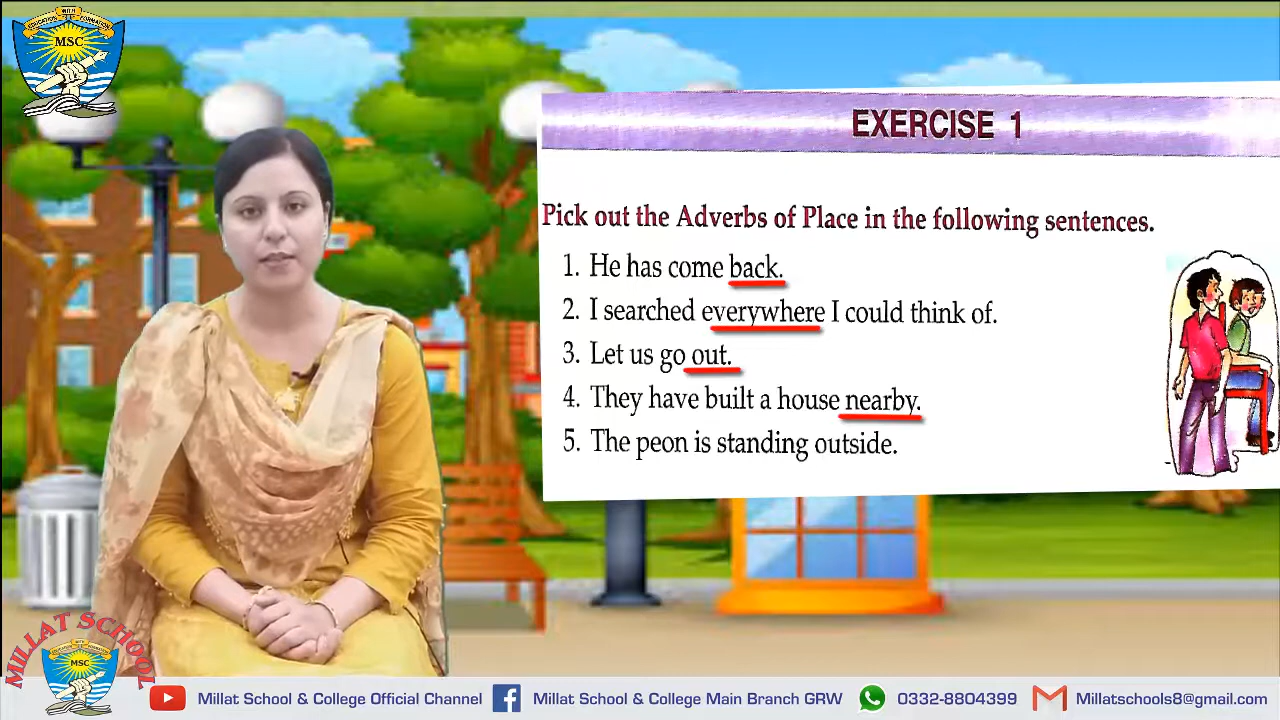 EDUCATION WITH FORMATION
MSC
EXERCISE 1
Pick out the Adverbs of Place in the following sentences.
1. He has come back.
2. I searched everywhere I could think of.
3. Let us go out.
4. They have built a house nearby.
5. The peon is standing outside.
MILLAT SCHOOL
MSC
Millat School & College Official Channel
Millat School & College Main Branch GRW
0332-8804399
Millatschools8@gmail.com